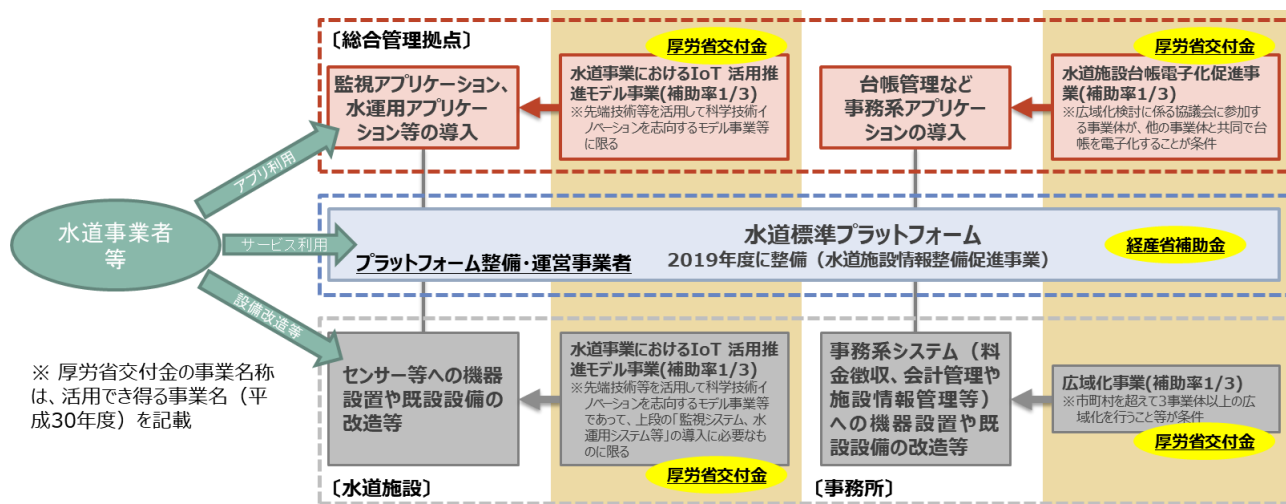 〔総合管理拠点〕
厚労省交付金
厚労省交付金
監視アプリケーション、
水運用アプリケー
ション等の導入
水道事業におけるIoT 活用推
進モデル事業(補助率1/3)
※先端技術等を活用して科学技術イ
ノベーションを志向するモデル事業等
に限る
台帳管理など
事務系アプリケー
ションの導入
水道施設台帳電子化促進事
業(補助率1/3)
※広域化検討に係る協議会に参加す
る事業体が、他の事業体と共同で台
帳を電子化することが条件
アプリ利用
水道事業者
等
サービス利用
水道標準プラットフォーム
プラットフォーム整備・運営事業者
2019年度に整備（水道施設情報整備促進事業）
経産省補助金
設備改造等
※ 厚労省交付金の事業名称
は、活用でき得る事業名（平
成30年度）を記載
センサー等への機器
設置や既設設備の
改造等
水道事業におけるIoT 活用推
進モデル事業(補助率1/3)
※先端技術等を活用して科学技術イ
ノベーションを志向するモデル事業等
であって、上段の「監視システム、水
運用システム等」の導入に必要なも
のに限る
厚労省交付金
事務系システム（料
金徴収、会計管理や
施設情報管理等）
への機器設置や既
設設備の改造等
広域化事業(補助率1/3)
※市町村を超えて3事業体以上の広
域化を行うこと等が条件
厚労省交付金
〔水道施設〕
〔事務所〕